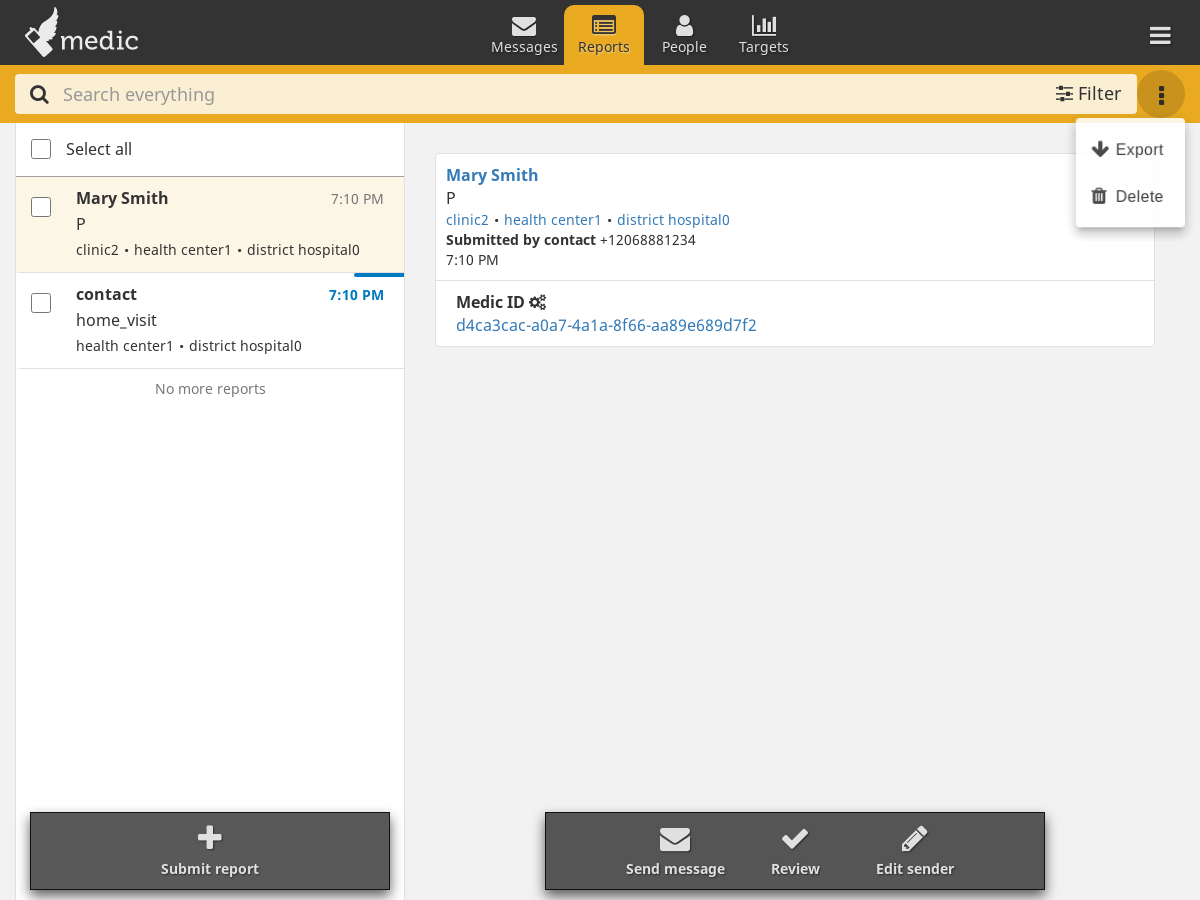 medic
Messages
Reports
People
Targets
Search everything
Filter
Export
Delete
Select all
Mary Smith 7:10 PM
P
clinic2 • health center1 • district hospital0
contact 7:10 PM
home_visit
health center1 • district hospital0
No more reports
Mary Smith
P
clinic2 • health center1 • district hospital0
Submitted by contact +12068881234
7:10 PM
Medic ID
d4ca3cac-a0a7-4a1a-8f66-aa89e689d7f2
Submit report
Send message
Review
Edit sender